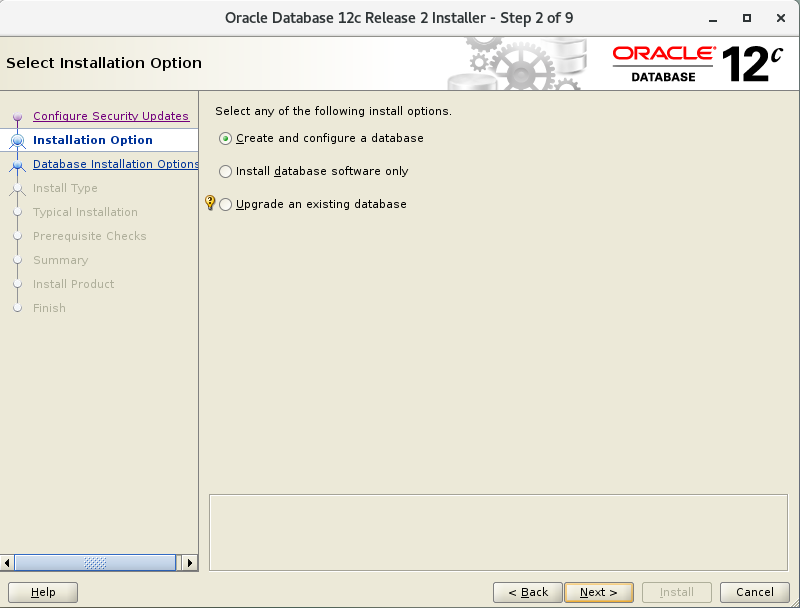 Oracle Database 12c Release 2 Installer - Step 2 of 9
Select Installation Option
ORACLE
DATABASE
12c
Configure Security Updates
Installation Option
Database Installation Options
Install Type
Typical Installation
Prerequisite Checks
Summary
Install Product
Finish
Select any of the following install options.
Create and configure a database
Install database software only
Upgrade an existing database
Help
< Back
Next >
Install
Cancel